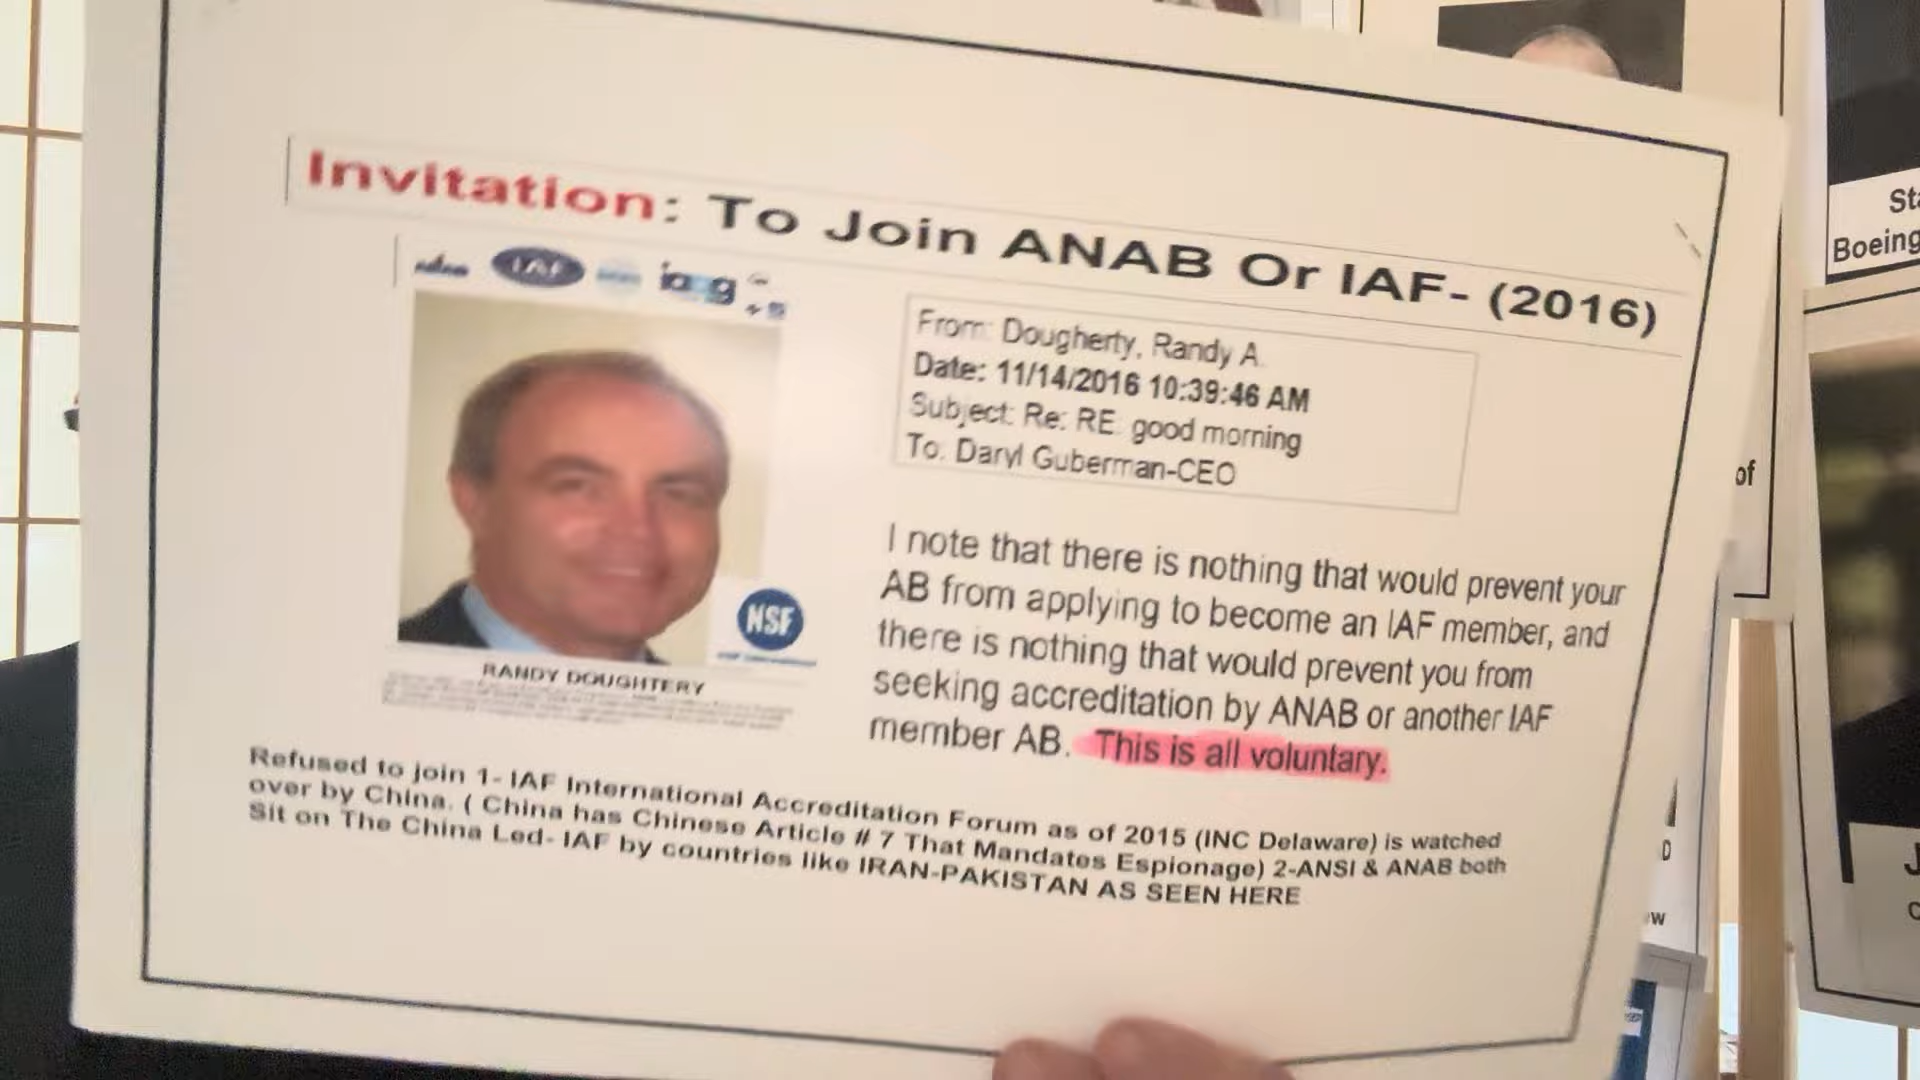 Invitation: To Join ANAB Or IAF- (2016)
IAF
iaqg
From: Dougherty, Randy A.
Date: 11/14/2016 10:39:46 AM
Subject: Re: RE: good morning
To: Daryl Guberman-CEO
I note that there is nothing that would prevent your
AB from applying to become an IAF member, and
there is nothing that would prevent you from
seeking accreditation by ANAB or another IAF
member AB. This is all voluntary.
NSF
RANDY DOUGHTERY
Refused to join 1- IAF International Accreditation Forum as of 2015 (INC Delaware) is watched
over by China. ( China has Chinese Article # 7 That Mandates Espionage) 2-ANSI & ANAB both
Sit on The China Led- IAF by countries like IRAN-PAKISTAN AS SEEN HERE
Boeing
of